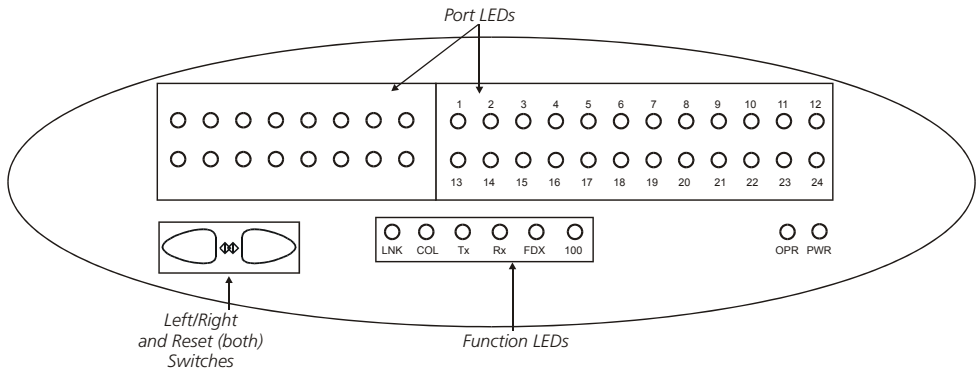 Port LEDs
1 2 3 4 5 6 7 8 9 10 11 12
13 14 15 16 17 18 19 20 21 22 23 24
LNK COL Tx Rx FDX 100
OPR PWR
Left/Right
and Reset (both)
Switches
Function LEDs